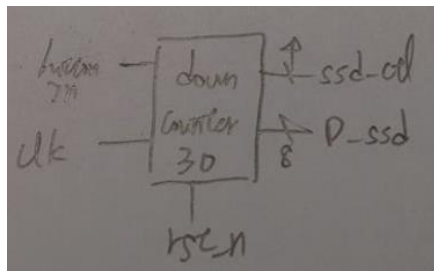 down
counter
30
clk
ssd_ctl
D_ssd
8
rst_n